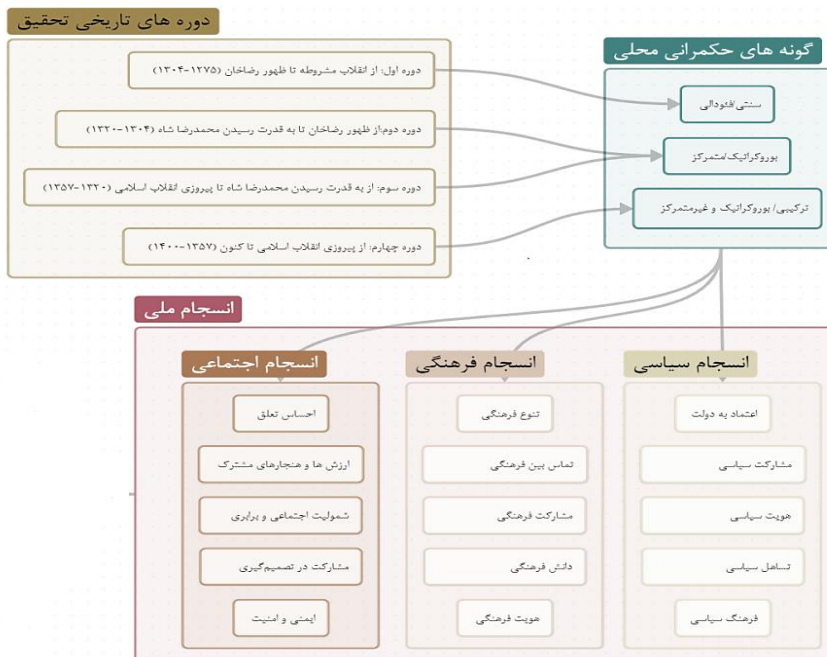 دوره های تاریخی تحقیق
دوره اول: از انقلاب مشروطه تا ظهور رضاخان (۱۲۷۵-۱۳۰۴)
دوره دوم:از ظهور رضاخان تا به قدرت رسیدن محمدرضا شاه (۱۳۰۴-۱۳۲۰)
دوره سوم: از به قدرت رسیدن محمدرضا شاه تا پیروزی انقلاب اسلامی (۱۳۲۰-۱۳۵۷)
دوره چهارم: از پیروزی انقلاب اسلامی تا کنون (۱۳۵۷-۱۴۰۰)
گونه های حکمرانی محلی
سنتی/فئودالی
بوروکراتیک/متمرکز
ترکیبی/ بوروکراتیک و غیرمتمرکز
انسجام ملی
انسجام سیاسی
اعتماد به دولت
مشارکت سیاسی
هویت سیاسی
تساهل سیاسی
فرهنگ سیاسی
انسجام فرهنگی
تنوع فرهنگی
تماس بین فرهنگی
مشارکت فرهنگی
دانش فرهنگی
هویت فرهنگی
انسجام اجتماعی
احساس تعلق
ارزش ها و هنجارهای مشترک
شمولیت اجتماعی و برابری
مشارکت در تصمیم‌گیری
ایمنی و امنیت